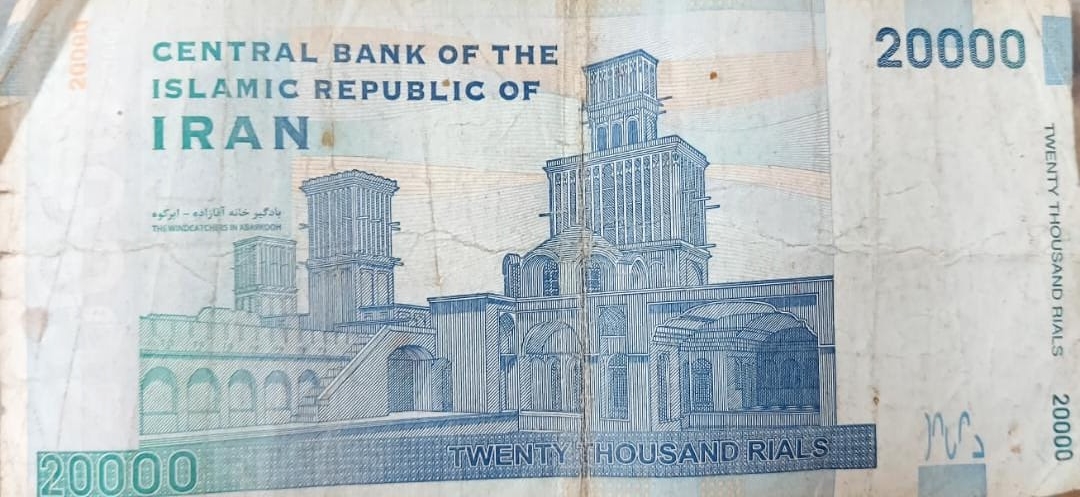 20000
CENTRAL BANK OF THE
ISLAMIC REPUBLIC OF
IRAN
20000
بادگیر خانه آقازاده - ابرکوه
THE WINDCATCHERS IN ABARKOOH
TWENTY THOUSAND RIALS 20000
TWENTY THOUSAND RIALS
20000